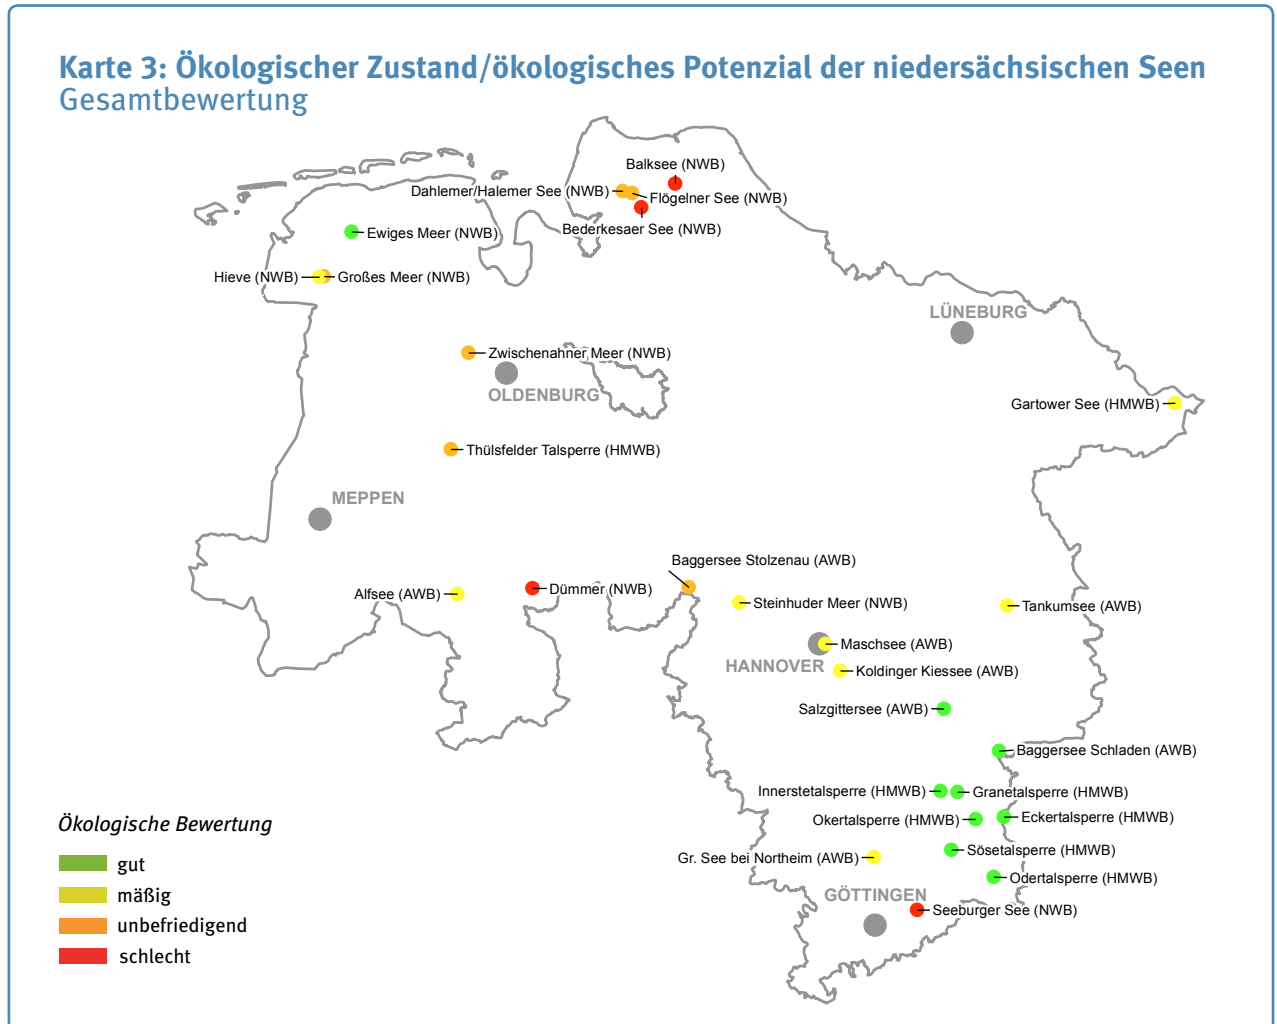 Karte 3: Ökologischer Zustand/ökologisches Potenzial der niedersächsischen Seen
Gesamtbewertung
Balksee (NWB)
Dahlemer/Halemer See (NWB)
Flögelner See (NWB)
Bederkesaer See (NWB)
Ewiges Meer (NWB)
Hieve (NWB)
Großes Meer (NWB)
LÜNEBURG
Zwischenahner Meer (NWB)
OLDENBURG
Gartower See (HMWB)
Thülsfelder Talsperre (HMWB)
MEPPEN
Baggersee Stolzenau (AWB)
Alfsee (AWB)
Dümmer (NWB)
Steinhuder Meer (NWB)
Tankumsee (AWB)
Maschsee (AWB)
HANNOVER
Koldinger Kiessee (AWB)
Salzgittersee (AWB)
Baggersee Schladen (AWB)
Innerstetalsperre (HMWB)
Granetalsperre (HMWB)
Okertalsperre (HMWB)
Eckertalsperre (HMWB)
Sösetalsperre (HMWB)
Gr. See bei Northeim (AWB)
Odertalsperre (HMWB)
GÖTTINGEN
Seeburger See (NWB)
Ökologische Bewertung
gut
mäßig
unbefriedigend
schlecht